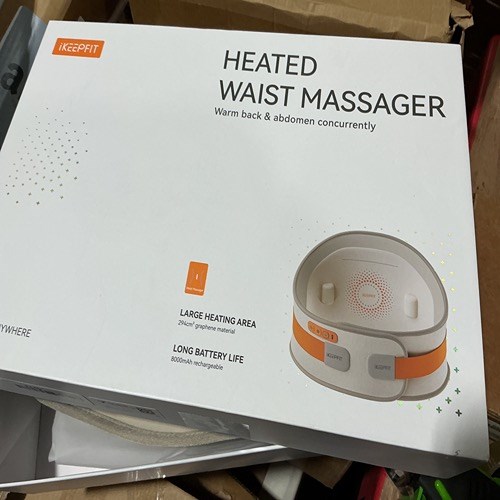 iKEEPFIT
HEATED
WAIST MASSAGER
Warm back & abdomen concurrently
LARGE HEATING AREA
294cm² graphene material
LONG BATTERY LIFE
8000mAh rechargeable
YWHERE